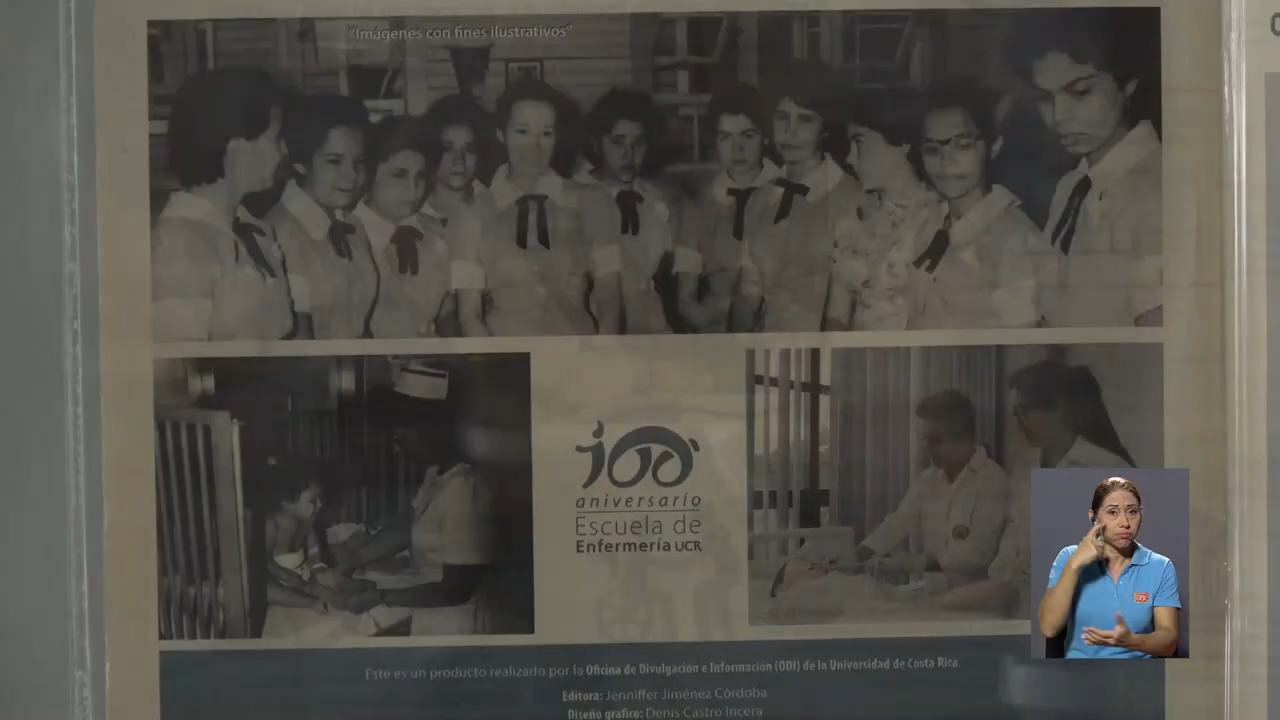 "Imágenes con fines ilustrativos"
100
aniversario
Escuela de
Enfermería UCR
Este es un producto realizado por la Oficina de Divulgación e Información (ODI) de la Universidad de Costa Rica.
Editora: Jenniffer Jiménez Córdoba
Diseño grafico: Denis Castro Incera